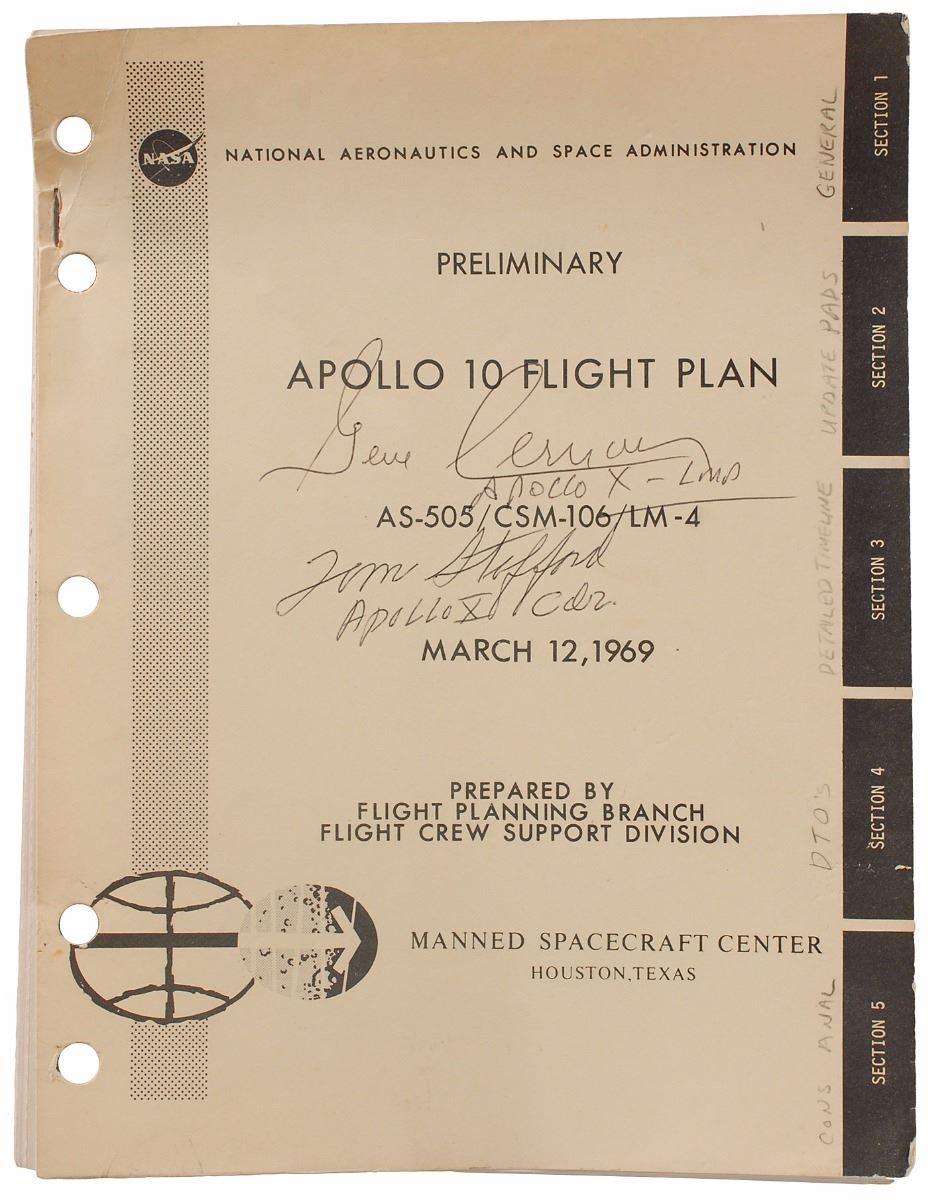 NASA
NATIONAL AERONAUTICS AND SPACE ADMINISTRATION
PRELIMINARY
APOLLO 10 FLIGHT PLAN
Gene Cernan
APOLLO X - LMP
AS-505/CSM-106/LM-4
Tom Stafford
APOLLO X Cdr.
MARCH 12, 1969
PREPARED BY
FLIGHT PLANNING BRANCH
FLIGHT CREW SUPPORT DIVISION
MANNED SPACECRAFT CENTER
HOUSTON, TEXAS
GENERAL
SECTION 1
UPDATE PADS
SECTION 2
DETAILED TIMELINE
SECTION 3
DTO'S
SECTION 4
CONS ANAL
SECTION 5